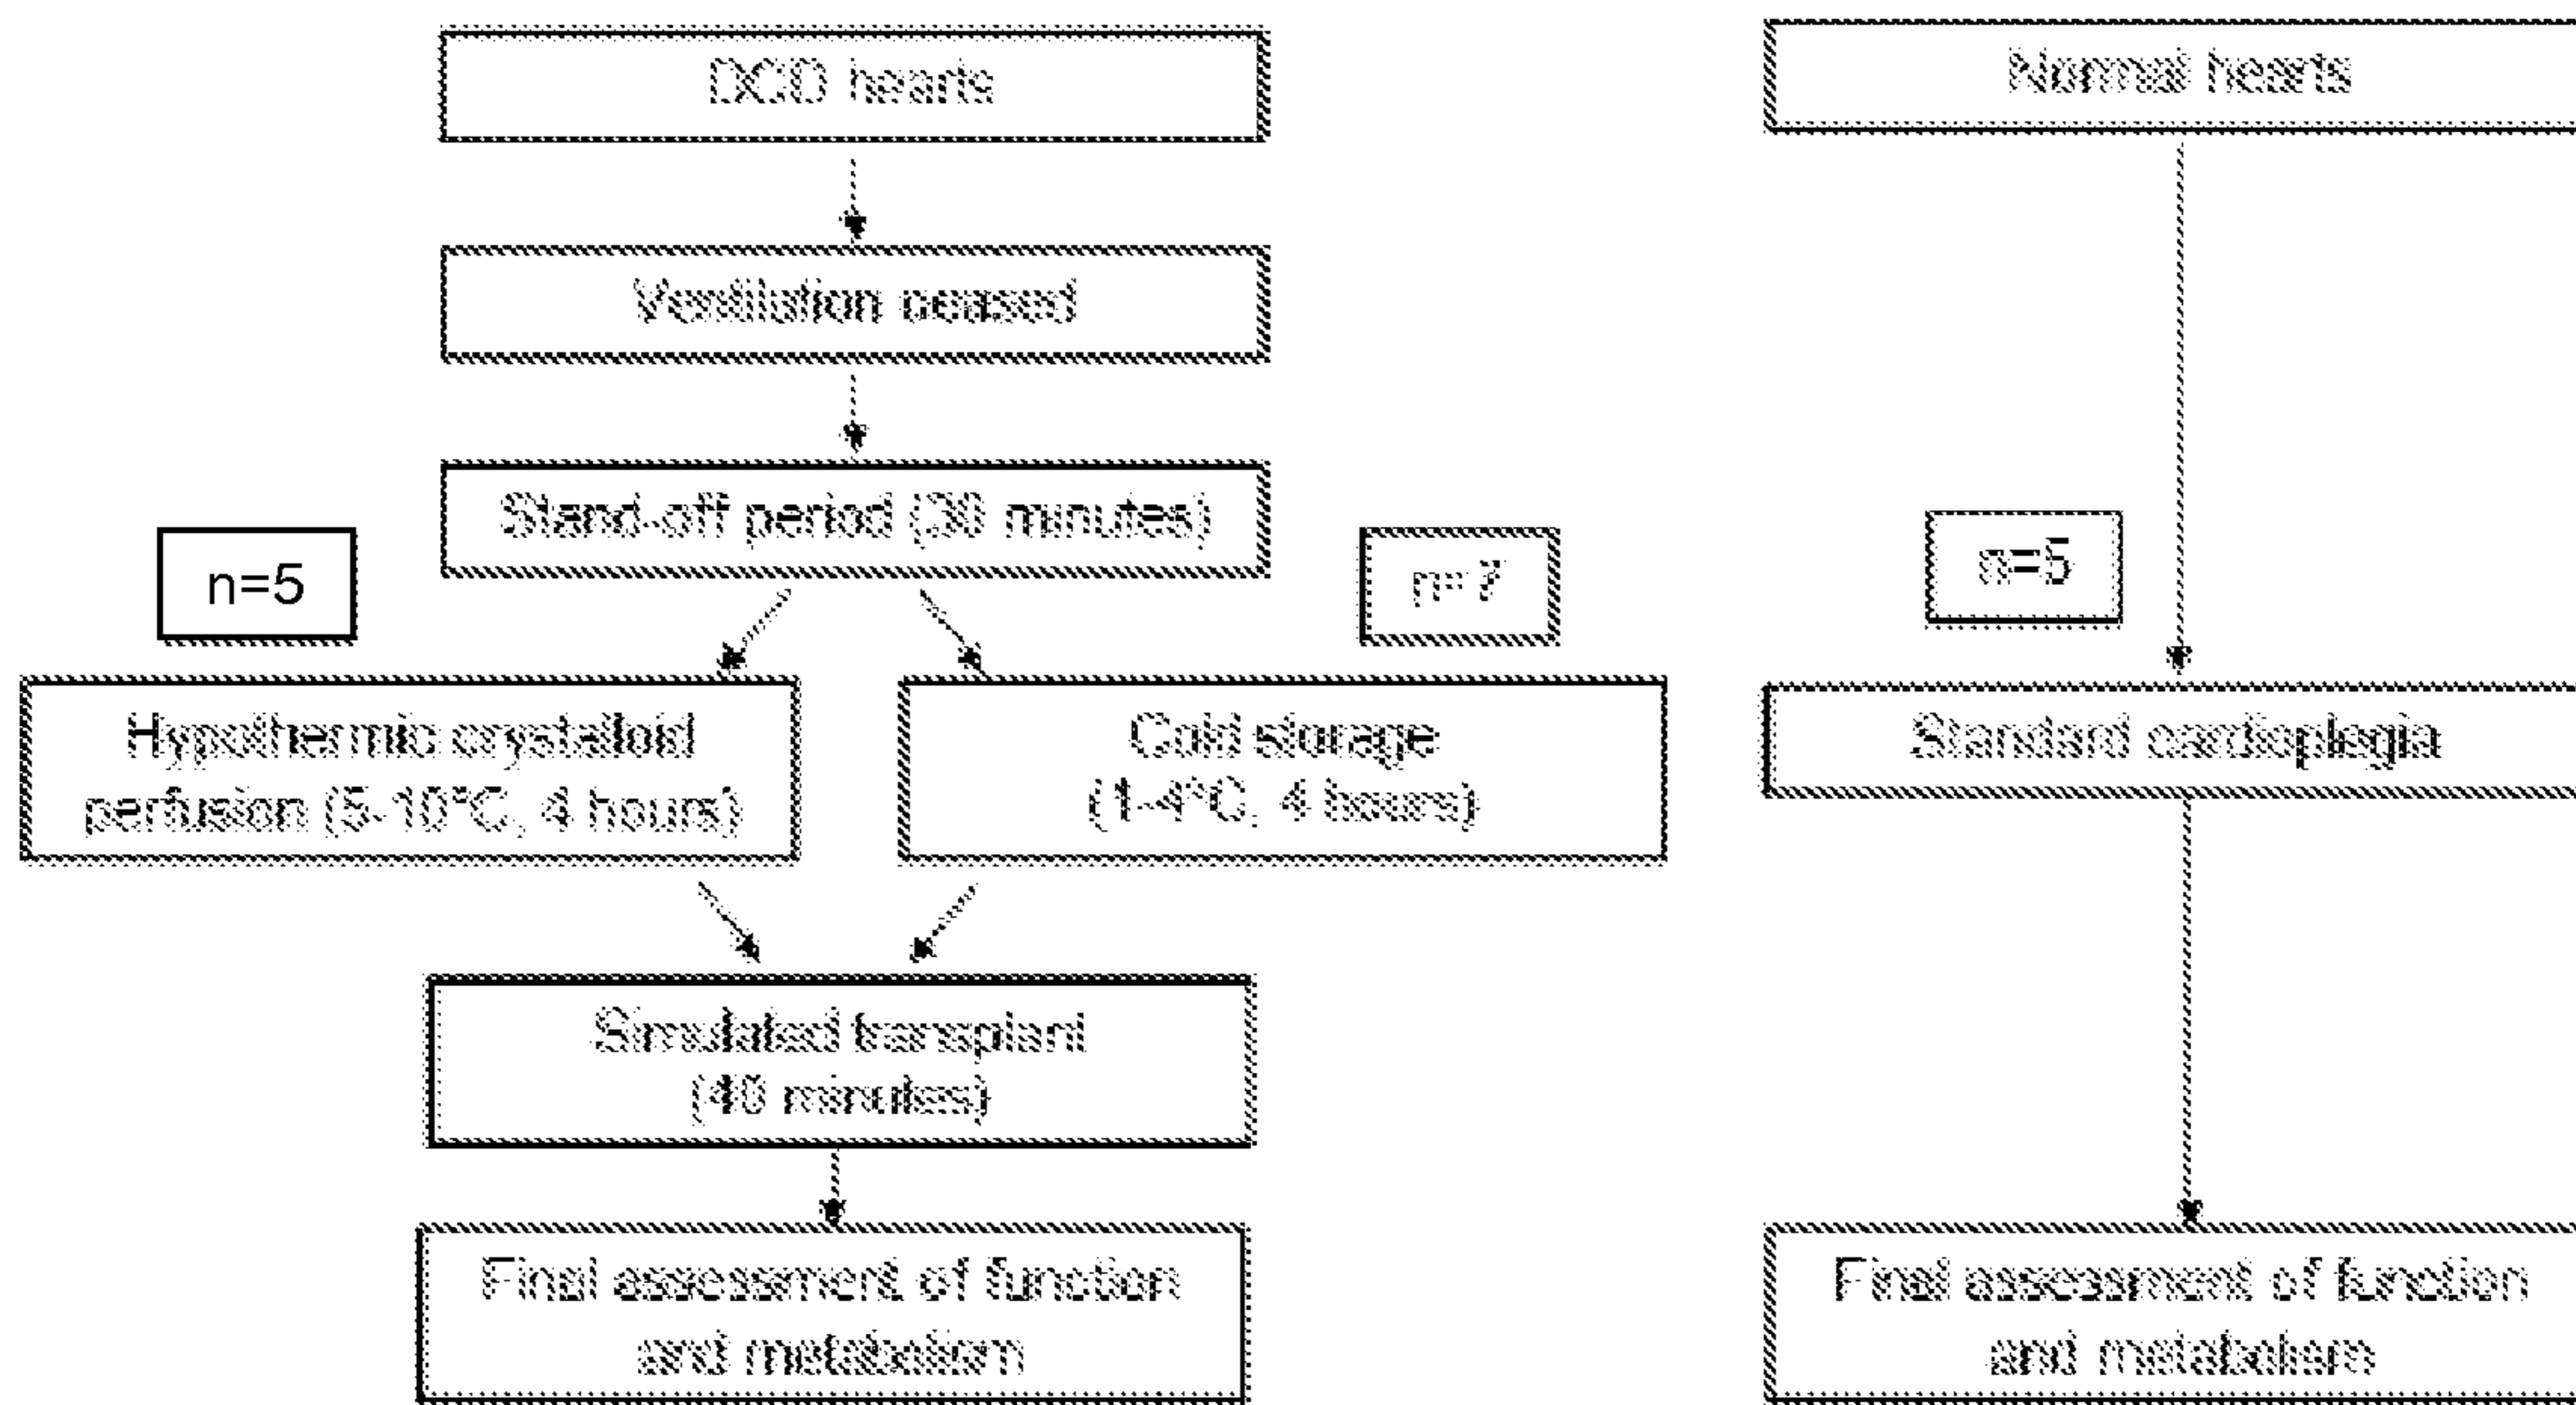 DCD hearts
Ventilation ceased
Stand-off period (30 minutes)
n=5
n=7
Hypothermic crystalloid
perfusion (5-10°C, 4 hours)
Cold storage
(1-4°C, 4 hours)
Simulated transplant
(40 minutes)
Final assessment of function
and metabolism
Normal hearts
n=5
Standard cardioplegia
Final assessment of function
and metabolism